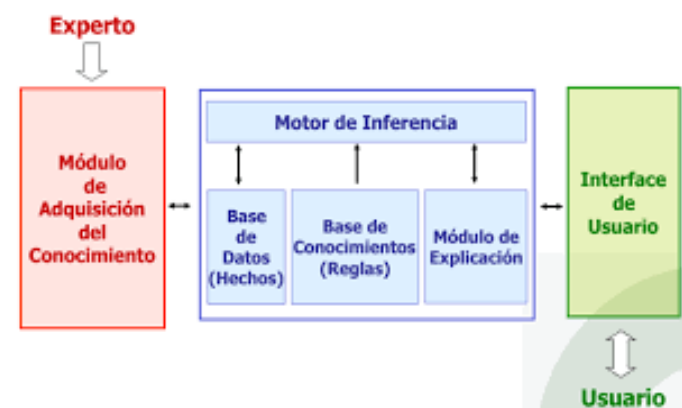 Experto
Módulo
de
Adquisición
del
Conocimiento
Motor de Inferencia
Base
de
Datos
(Hechos)
Base de
Conocimientos
(Reglas)
Módulo de
Explicación
Interface
de
Usuario
Usuario